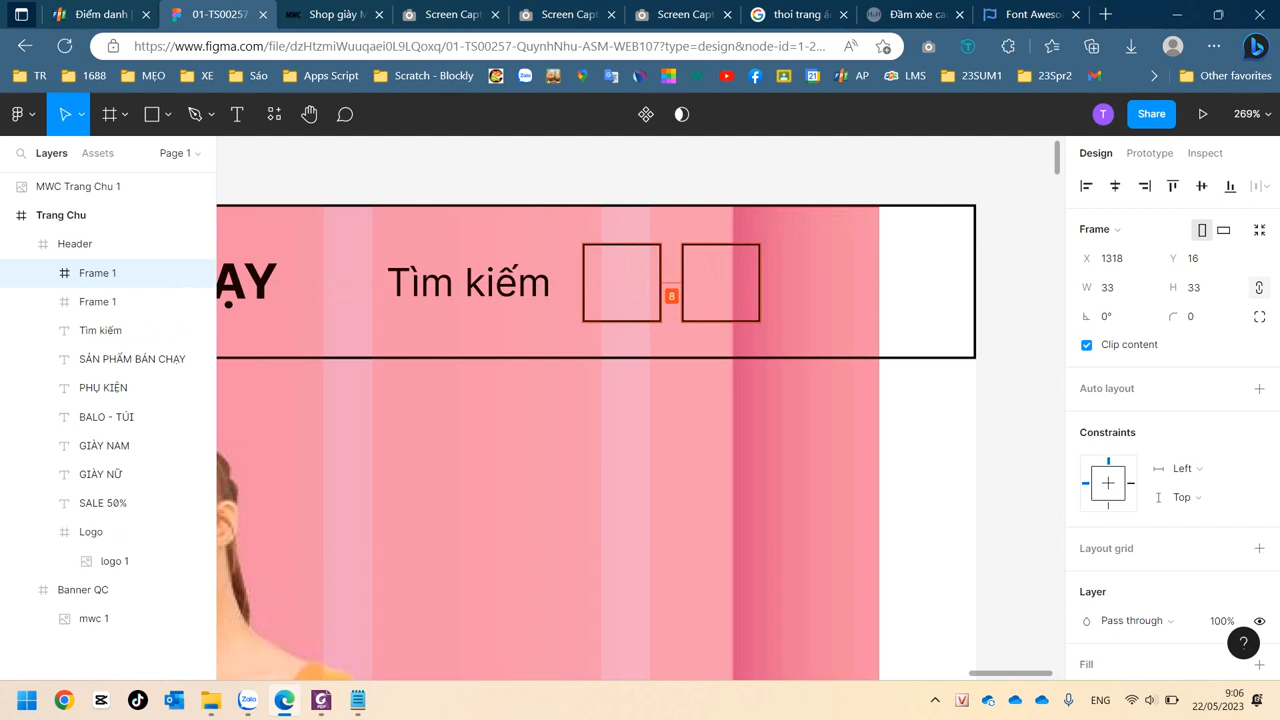 Điểm danh |
01-TS00257
MWC Shop giày M
Screen Capt
Screen Capt
Screen Capt
thoi trang á
Đầm xòe ca
Font Aweso
https://www.figma.com/file/dzHtzmiWuuqaei0L9LQoxq/01-TS00257-QuynhNhu-ASM-WEB107?type=design&node-id=1-2...
TR
1688
MẸO
XE
Sáo
Apps Script
Scratch - Blockly
AP
LMS
23SUM1
23Spr2
Other favorites
T
Share
269%
Layers
Assets
Page 1
MWC Trang Chu 1
Trang Chu
Header
Frame 1
Frame 1
Tìm kiếm
SẢN PHẨM BÁN CHẠY
PHỤ KIỆN
BALO - TÚI
GIÀY NAM
GIÀY NỮ
SALE 50%
Logo
logo 1
Banner QC
mwc 1
ẠY
Tìm kiếm
8
Design
Prototype
Inspect
Frame
X 1318
Y 16
W 33
H 33
0°
0
Clip content
Auto layout
Constraints
Left
Top
Layout grid
Layer
Pass through
100%
Fill
?
ENG
9:06
22/05/2023